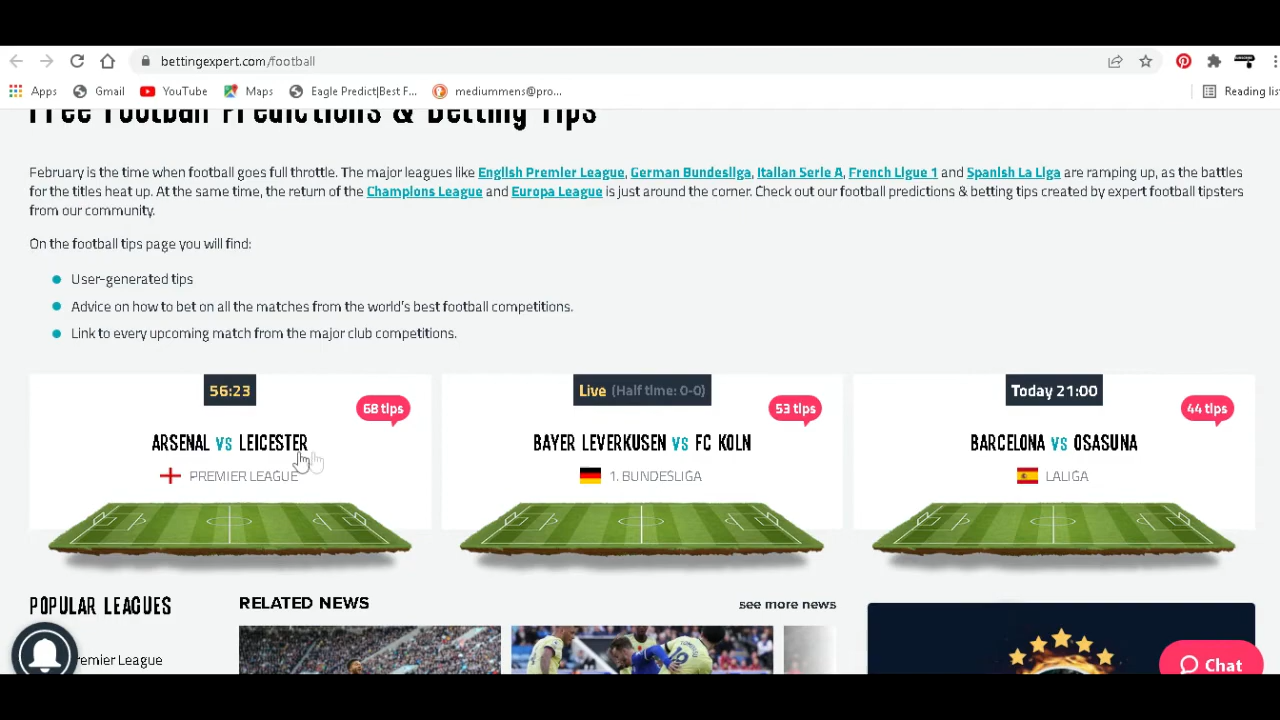 bettingexpert.com/football
Apps Gmail YouTube Maps Eagle Predict|Best F... mediummens@pro... Reading list
Free Football Predictions & Betting Tips
February is the time when football goes full throttle. The major leagues like English Premier League, German Bundesliga, Italian Serie A, French Ligue 1 and Spanish La Liga are ramping up, as the battles
for the titles heat up. At the same time, the return of the Champions League and Europa League is just around the corner. Check out our football predictions & betting tips created by expert football tipsters
from our community.
On the football tips page you will find:
User-generated tips
Advice on how to bet on all the matches from the world's best football competitions.
Link to every upcoming match from the major club competitions.
56:23
68 tips
ARSENAL VS LEICESTER
PREMIER LEAGUE
Live (Half time: 0-0)
53 tips
BAYER LEVERKUSEN VS FC KOLN
1. BUNDESLIGA
Today 21:00
44 tips
BARCELONA VS OSASUNA
LALIGA
POPULAR LEAGUES
remier League
RELATED NEWS
see more news
Chat